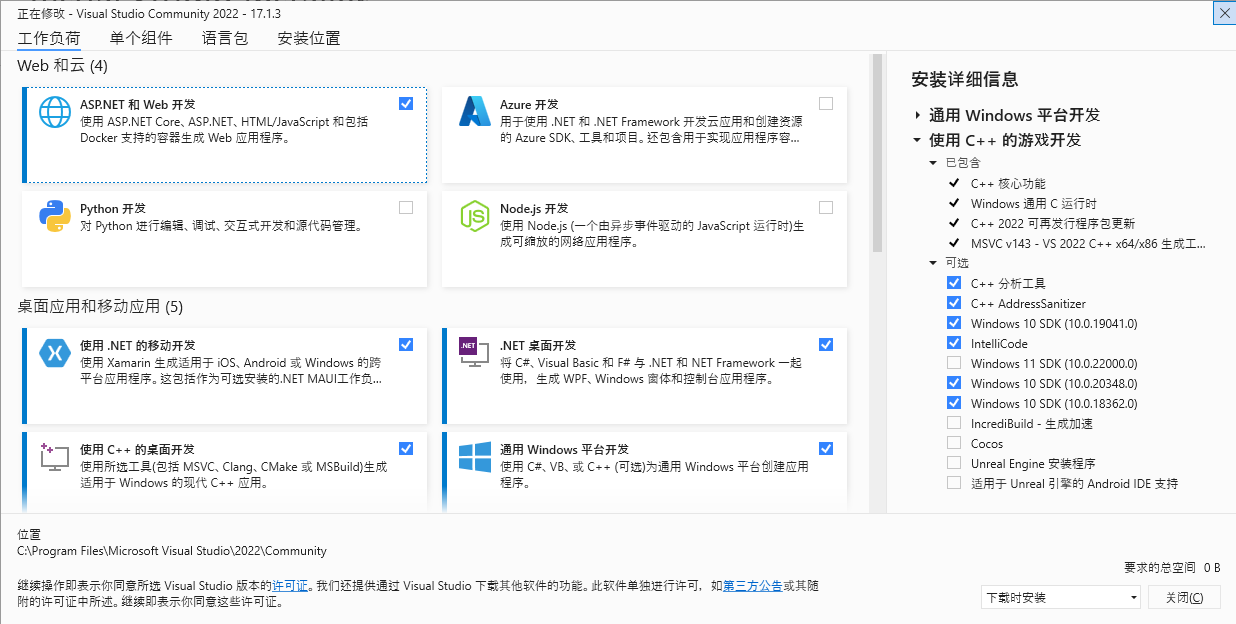 正在修改 - Visual Studio Community 2022 - 17.1.3
工作负荷 单个组件 语言包 安装位置
Web 和云 (4)
ASP.NET 和 Web 开发
使用 ASP.NET Core、ASP.NET、HTML/JavaScript 和包括
Docker 支持的容器生成 Web 应用程序。
Azure 开发
用于使用 .NET 和 .NET Framework 开发云应用和创建资源
的 Azure SDK、工具和项目。还包含用于实现应用程序容...
Python 开发
对 Python 进行编辑、调试、交互式开发和源代码管理。
Node.js 开发
使用 Node.js (一个由异步事件驱动的 JavaScript 运行时)生
成可缩放的网络应用程序。
桌面应用和移动应用 (5)
使用 .NET 的移动开发
使用 Xamarin 生成适用于 iOS、Android 或 Windows 的跨
平台应用程序。这包括作为可选安装的.NET MAUI工作负...
.NET
.NET 桌面开发
将 C#、Visual Basic 和 F# 与 .NET 和 NET Framework 一起
使用，生成 WPF、Windows 窗体和控制台应用程序。
使用 C++ 的桌面开发
使用所选工具(包括 MSVC、Clang、CMake 或 MSBuild)生成
适用于 Windows 的现代 C++ 应用。
通用 Windows 平台开发
使用 C#、VB、或 C++ (可选)为通用 Windows 平台创建应用
程序。
安装详细信息
通用 Windows 平台开发
使用 C++ 的游戏开发
已包含
C++ 核心功能
Windows 通用 C 运行时
C++ 2022 可再发行程序包更新
MSVC v143 - VS 2022 C++ x64/x86 生成工...
可选
C++ 分析工具
C++ AddressSanitizer
Windows 10 SDK (10.0.19041.0)
IntelliCode
Windows 11 SDK (10.0.22000.0)
Windows 10 SDK (10.0.20348.0)
Windows 10 SDK (10.0.18362.0)
IncrediBuild - 生成加速
Cocos
Unreal Engine 安装程序
适用于 Unreal 引擎的 Android IDE 支持
位置
C:\Program Files\Microsoft Visual Studio\2022\Community
继续操作即表示你同意所选 Visual Studio 版本的许可证。我们还提供通过 Visual Studio 下载其他软件的功能。此软件单独进行许可，如第三方公告或其随
附的许可证中所述。继续即表示你同意这些许可证。
要求的总空间 0 B
下载时安装
关闭(C)